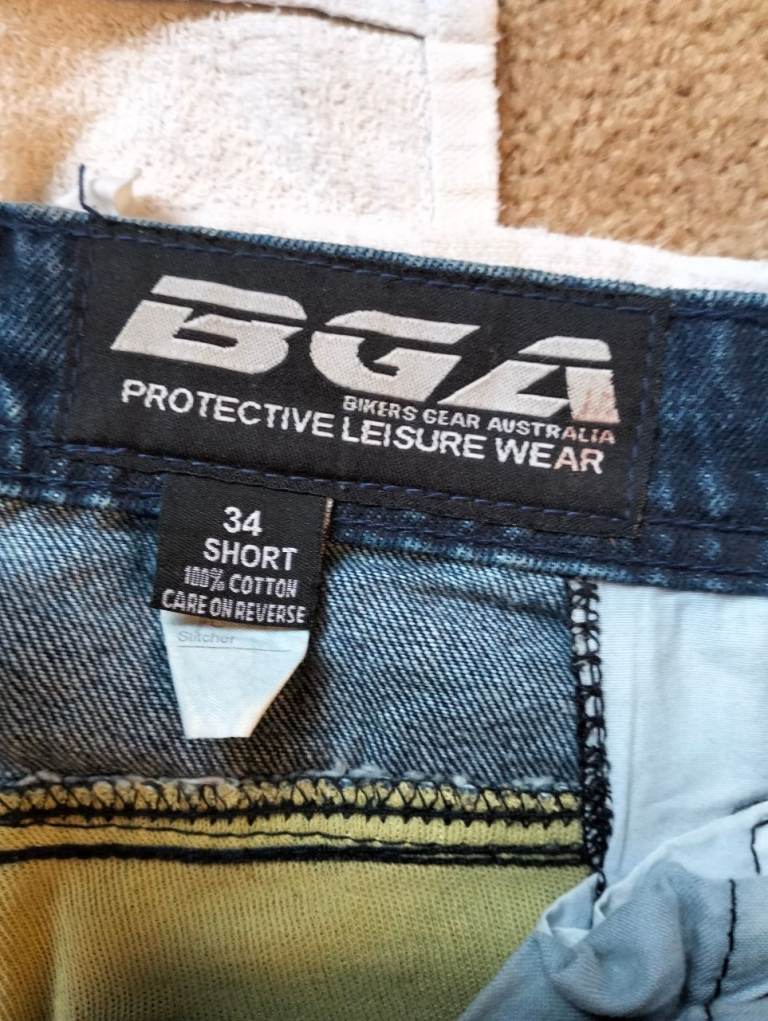 BGA
BIKERS GEAR AUSTRALIA
PROTECTIVE LEISURE WEAR
34
SHORT
100% COTTON
CARE ON REVERSE
Stitcher